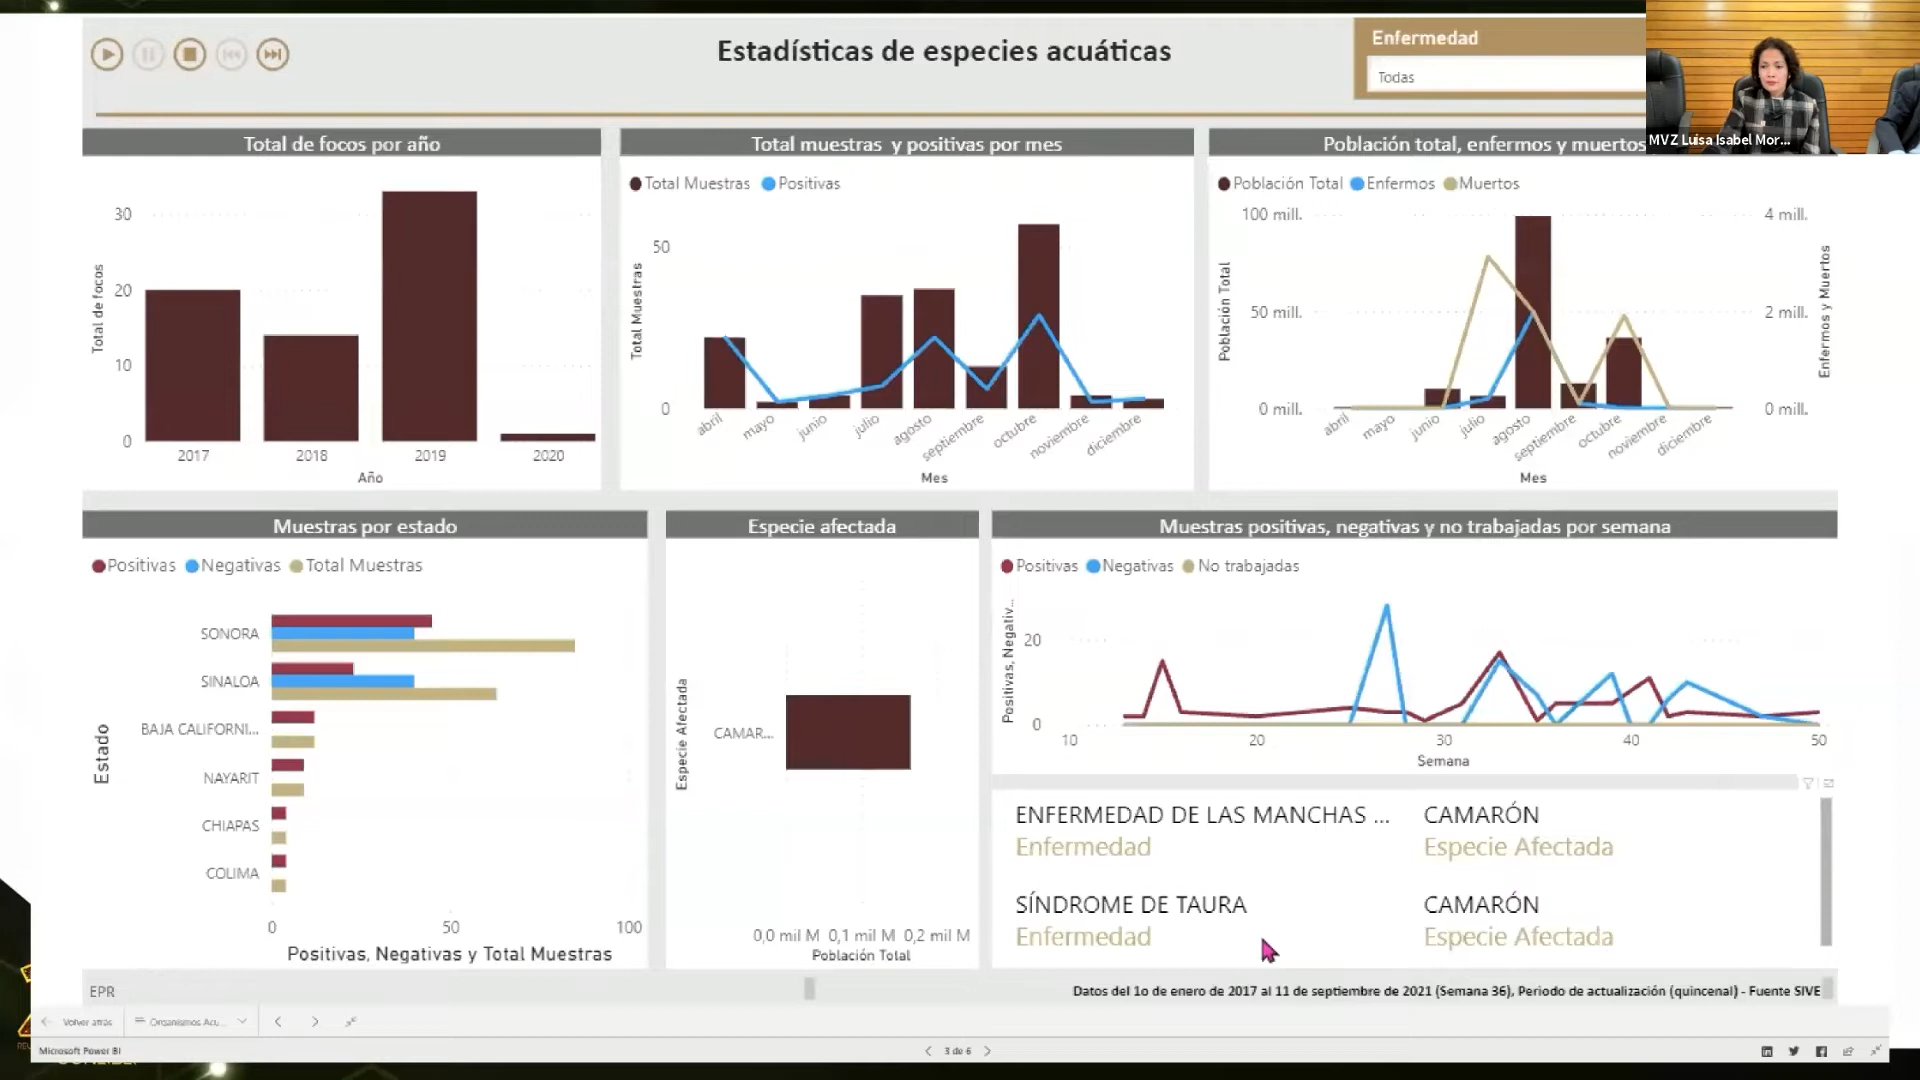 Estadísticas de especies acuáticas
Enfermedad
Todas
MVZ Luisa Isabel Mor...
Total de focos por año
30
20
10
0
Total de focos
2017
2018
2019
2020
Año
Total muestras y positivas por mes
Total Muestras
Positivas
50
0
Total Muestras
abril
mayo
junio
julio
agosto
septiembre
octubre
noviembre
diciembre
Mes
Población total, enfermos y muertos
Población Total
Enfermos
Muertos
100 mill.
50 mill.
0 mill.
4 mill.
2 mill.
0 mill.
Población Total
Enfermos y Muertos
abril
mayo
junio
julio
agosto
septiembre
octubre
noviembre
diciembre
Mes
Muestras por estado
Positivas
Negativas
Total Muestras
Estado
SONORA
SINALOA
BAJA CALIFORNI...
NAYARIT
CHIAPAS
COLIMA
0
50
100
Positivas, Negativas y Total Muestras
Especie afectada
Especie Afectada
CAMAR...
0,0 mil M
0,1 mil M
0,2 mil M
Población Total
Muestras positivas, negativas y no trabajadas por semana
Positivas
Negativas
No trabajadas
Positivas, Negativ...
20
0
10
20
30
40
50
Semana
ENFERMEDAD DE LAS MANCHAS ...
Enfermedad
CAMARÓN
Especie Afectada
SÍNDROME DE TAURA
Enfermedad
CAMARÓN
Especie Afectada
EPR
Datos del 1o de enero de 2017 al 11 de septiembre de 2021 (Semana 36), Periodo de actualización (quincenal) - Fuente SIVE
Volver atrás
Organismos Acu...
Microsoft Power BI
3 de 6